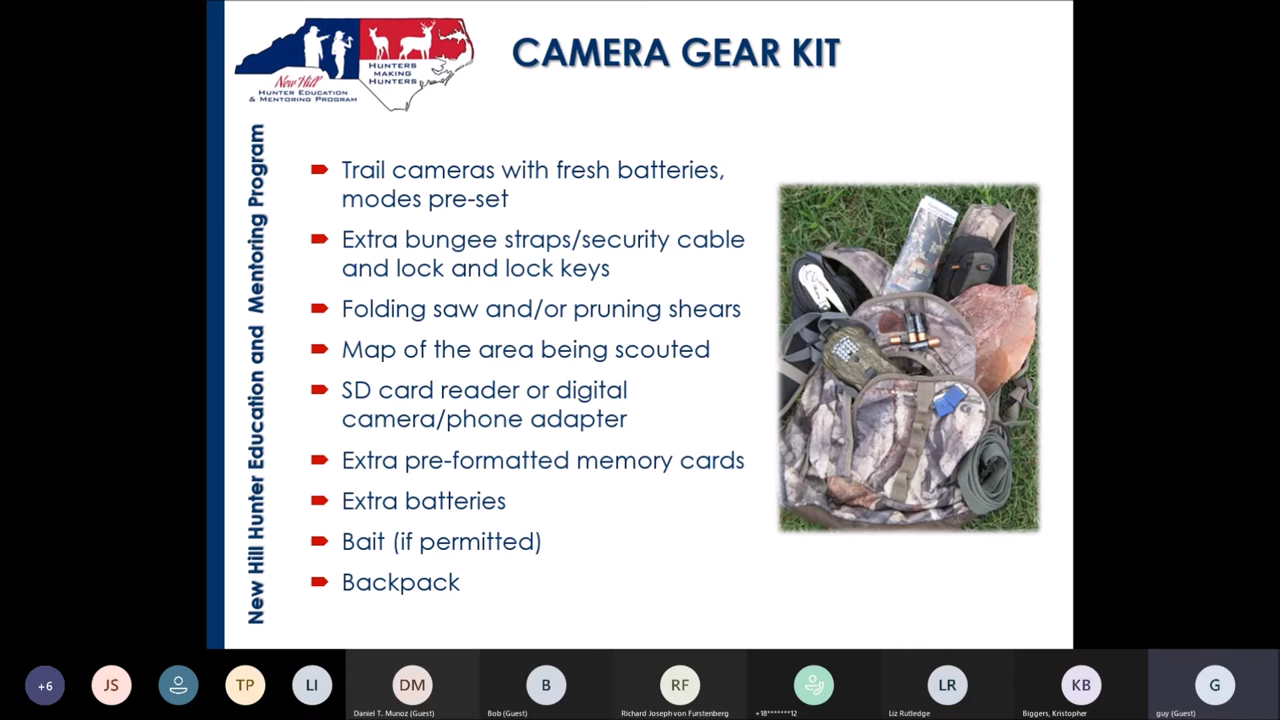 New Hill
HUNTER EDUCATION
& MENTORING PROGRAM
HUNTERS
MAKING
HUNTERS
CAMERA GEAR KIT
New Hill Hunter Education and Mentoring Program
Trail cameras with fresh batteries,
modes pre-set
Extra bungee straps/security cable
and lock and lock keys
Folding saw and/or pruning shears
Map of the area being scouted
SD card reader or digital
camera/phone adapter
Extra pre-formatted memory cards
Extra batteries
Bait (if permitted)
Backpack
+6
JS
TP
LI
DM
Daniel T. Munoz (Guest)
B
Bob (Guest)
RF
Richard Joseph von Furstenberg
+18*******12
LR
Liz Rutledge
KB
Biggers, Kristopher
G
guy (Guest)